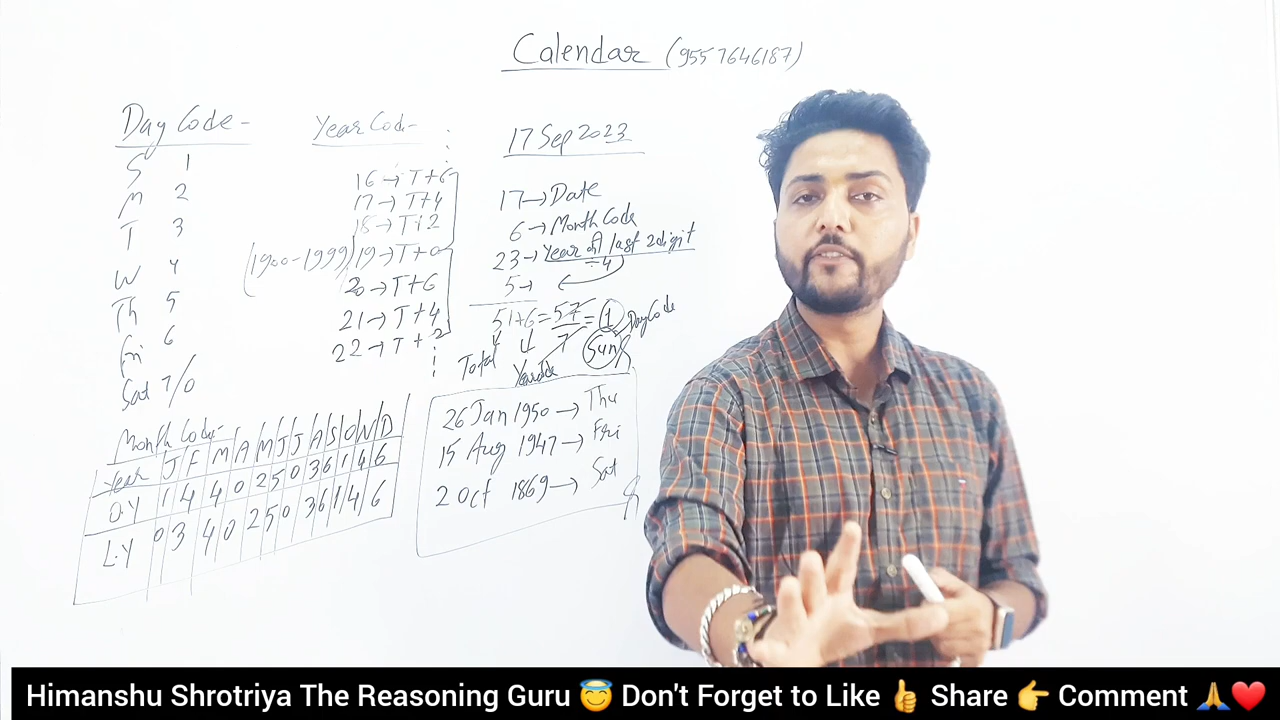 Calendar (9557646187)
Day Code -
S 1
M 2
T 3
W 4
Th 5
Fri 6
Sat 7/0
Year Code -
16 → T+6
17 → T+4
18 → T+2
(1900-1999) 19 → T+0
20 → T+6
21 → T+4
22 → T+2
17 Sep 2023
17 → Date
6 → Month Code
23 → Year of last 2 digit
÷4
5 →
51+6 = 57 = 1 Day Code
7
Total Sun
26 Jan 1950 → Thu
15 Aug 1947 → Fri
2 Oct 1869 → Sat
Month Code -
Year J F M A M J J A S O N D
O.Y 1 4 4 0 2 5 0 3 6 1 4 6
L.Y 0 3 4 0 2 5 0 3 6 1 4 6
Himanshu Shrotriya The Reasoning Guru 😇 Don't Forget to Like 👍 Share 👉 Comment 🙏❤️